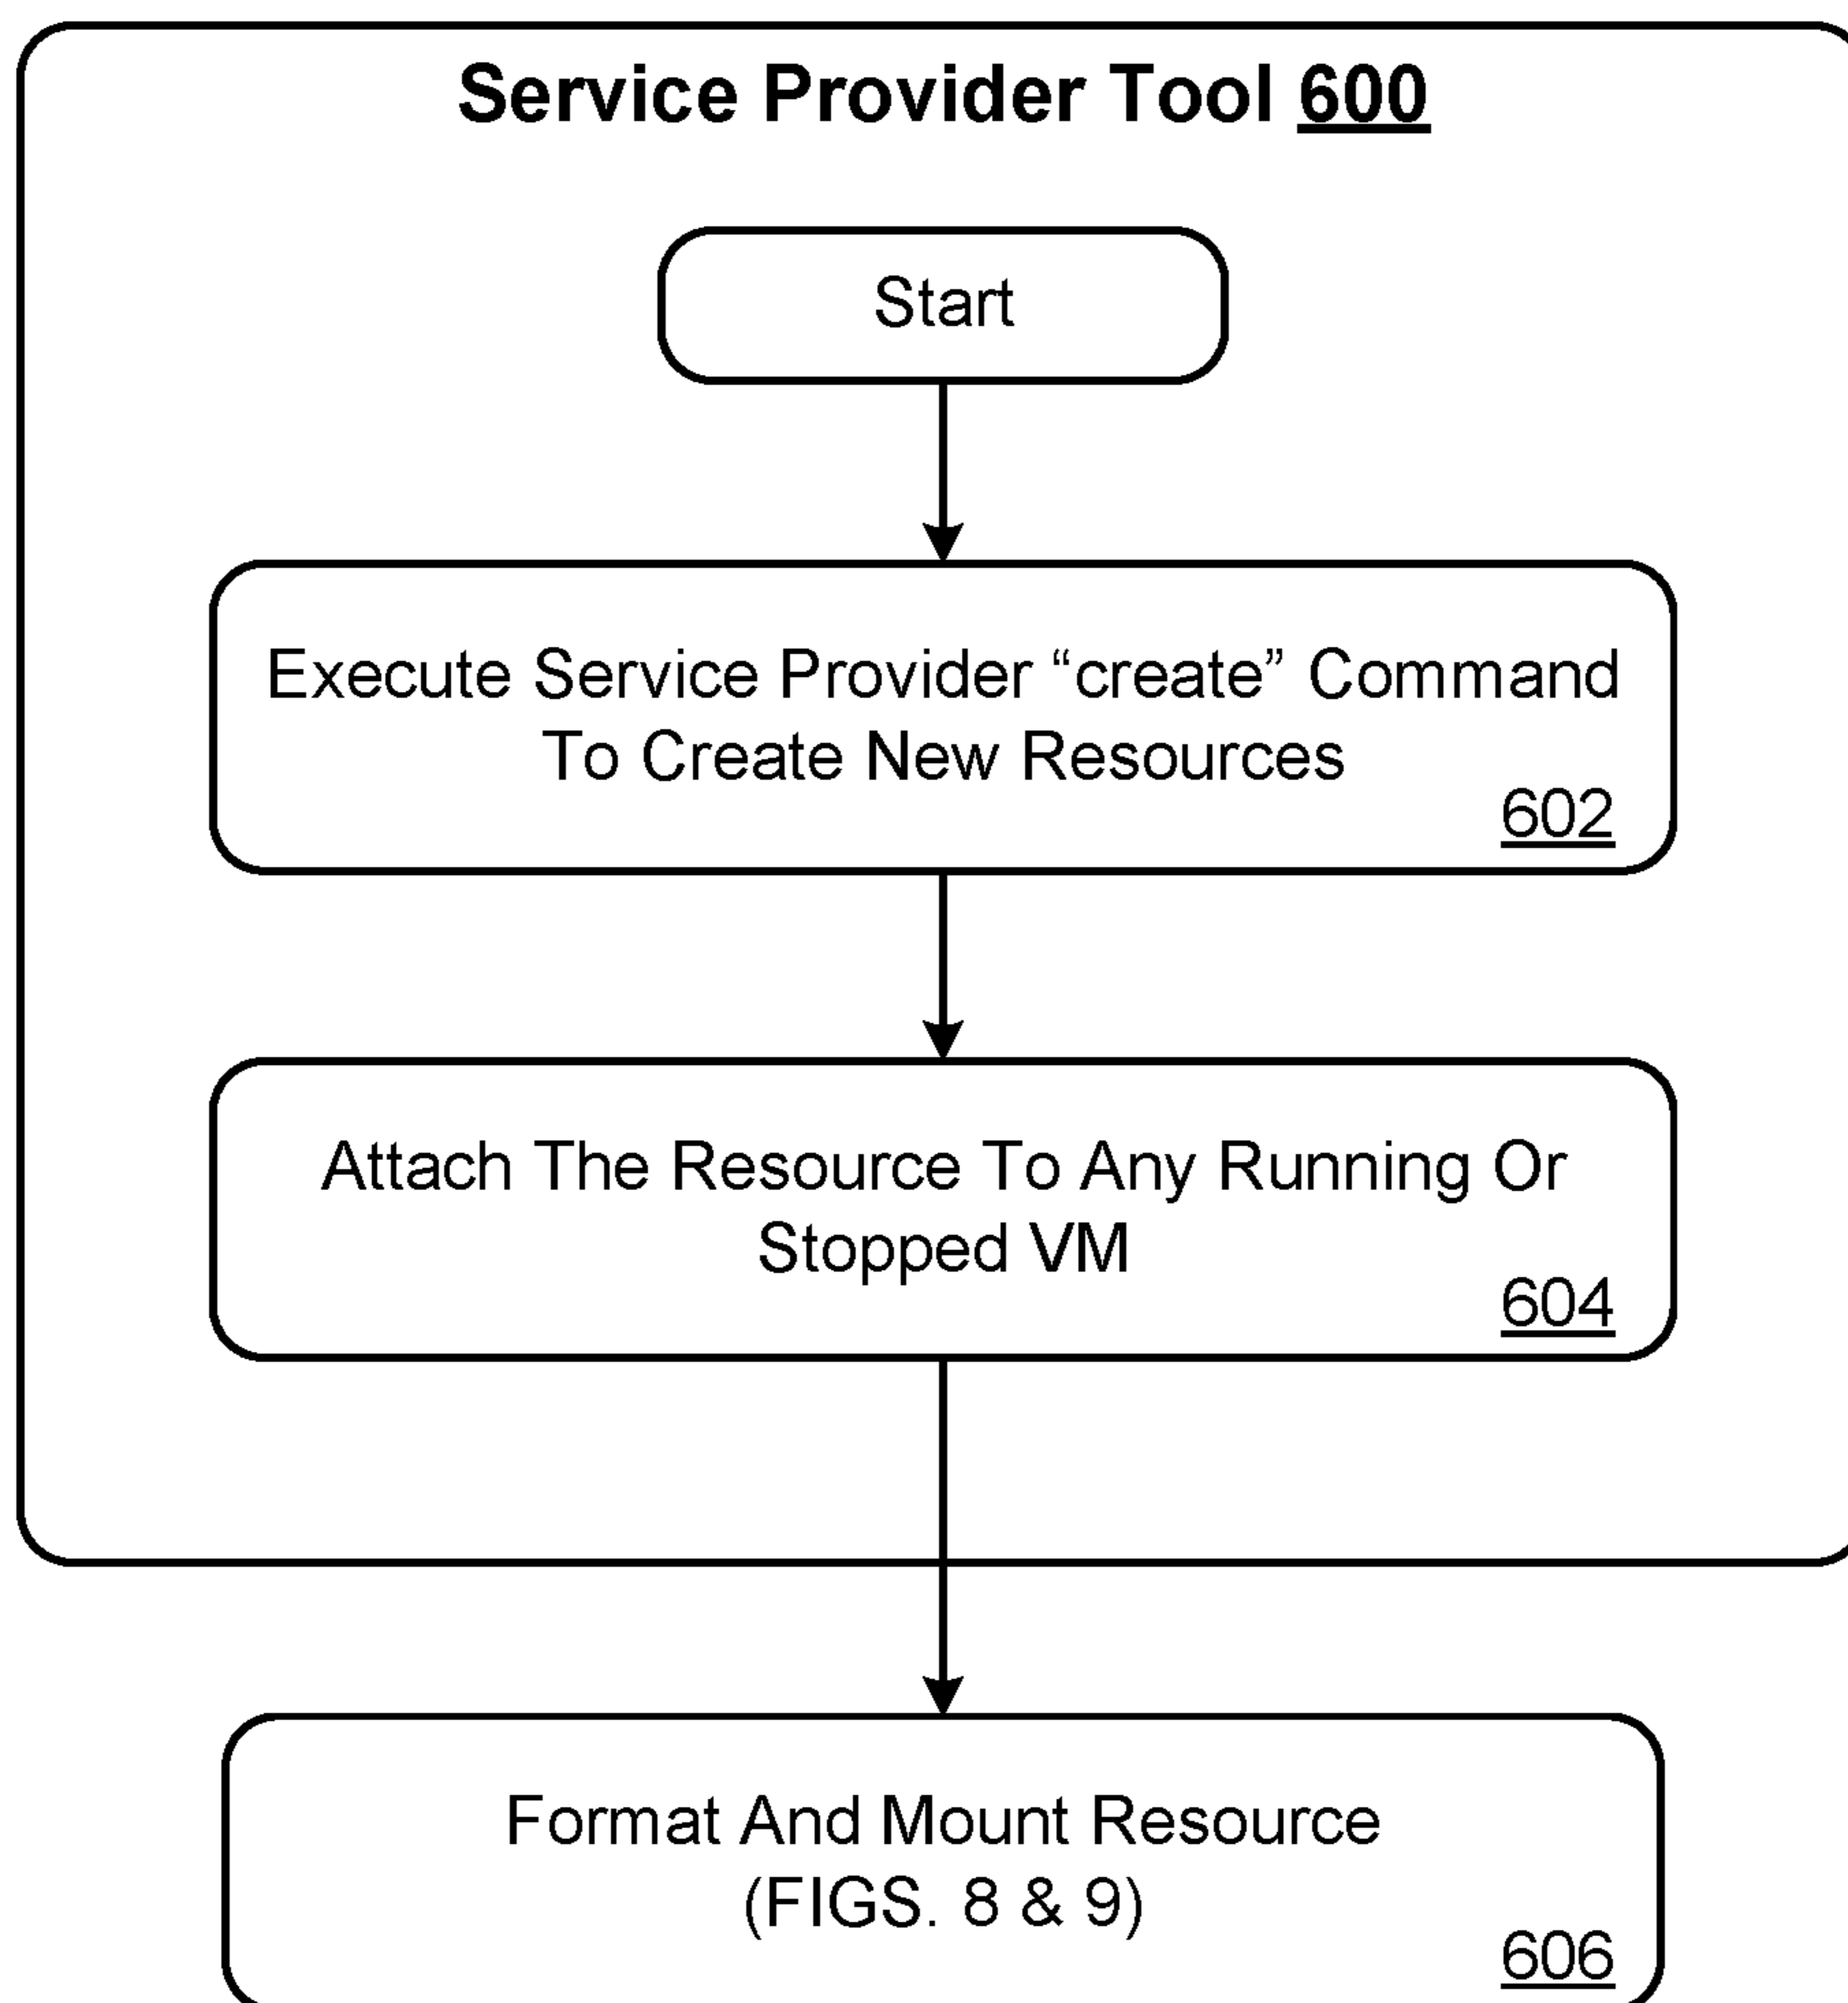 Service Provider Tool 600
Start
Execute Service Provider “create” Command
To Create New Resources
602
Attach The Resource To Any Running Or
Stopped VM
604
Format And Mount Resource
(FIGS. 8 & 9)
606